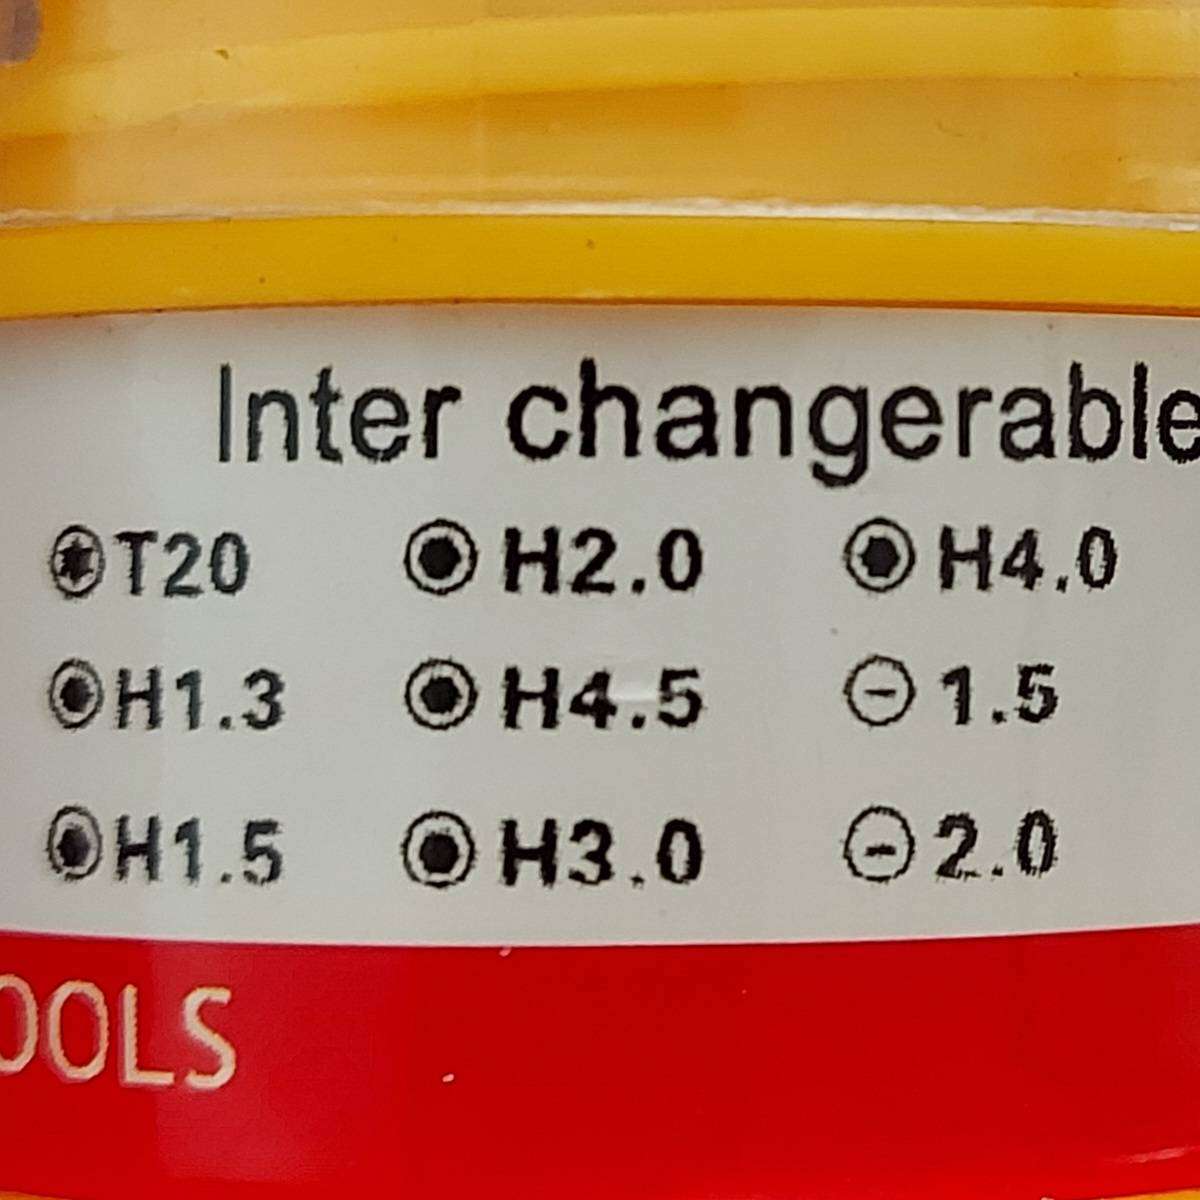 Inter changerable
T20 H2.0 H4.0
H1.3 H4.5 1.5
H1.5 H3.0 2.0
OOLS